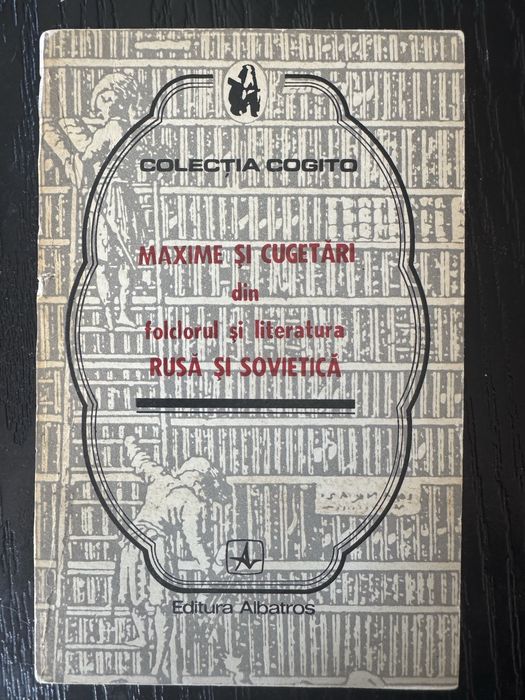 COLECȚIA COGITO
MAXIME ȘI CUGETĂRI
din
folclorul și literatura
RUSĂ ȘI SOVIETICĂ
Editura Albatros